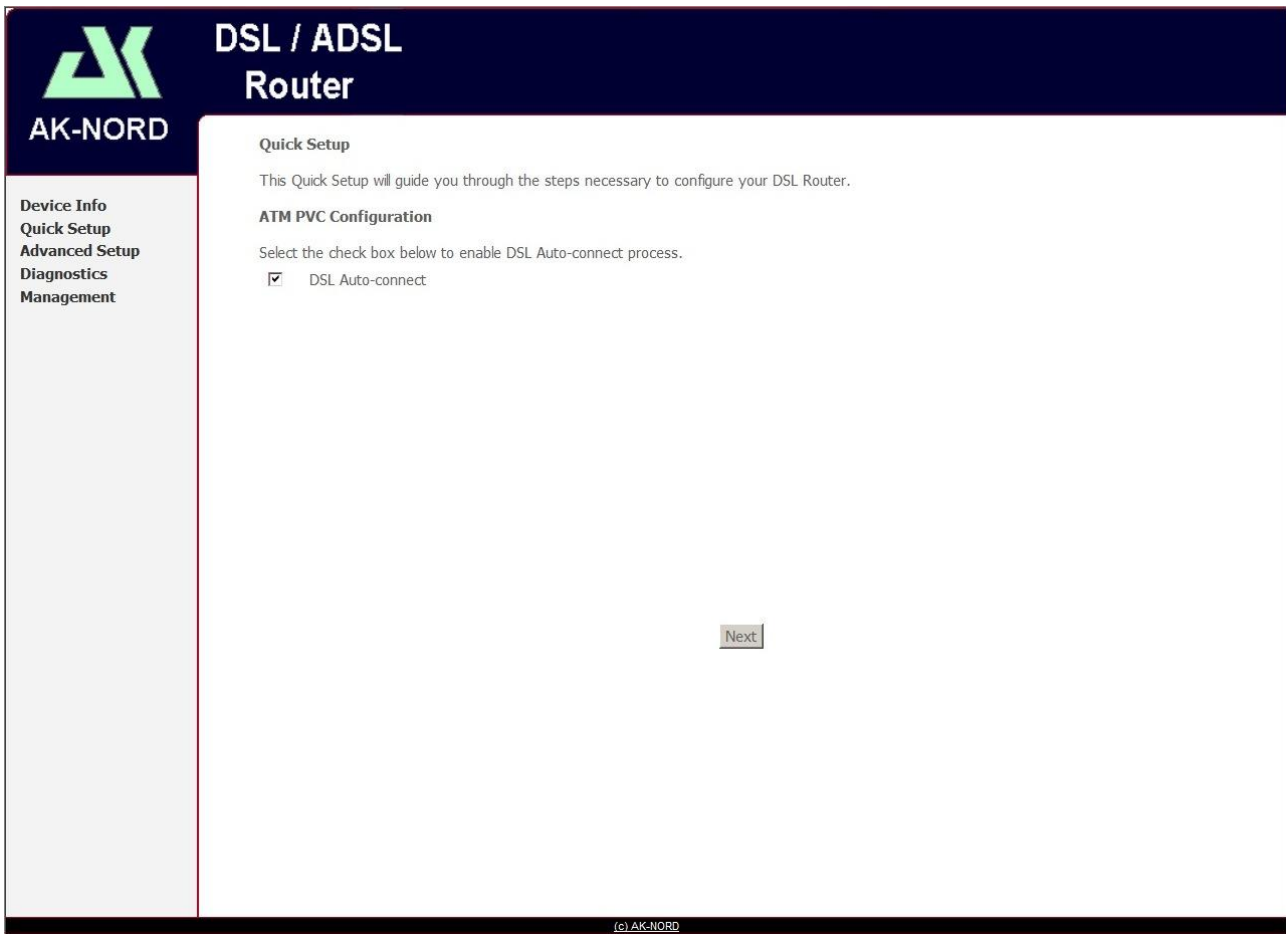 DSL / ADSL
Router
AK-NORD
Device Info
Quick Setup
Advanced Setup
Diagnostics
Management
Quick Setup
This Quick Setup will guide you through the steps necessary to configure your DSL Router.
ATM PVC Configuration
Select the check box below to enable DSL Auto-connect process.
DSL Auto-connect
Next
(c) AK-NORD